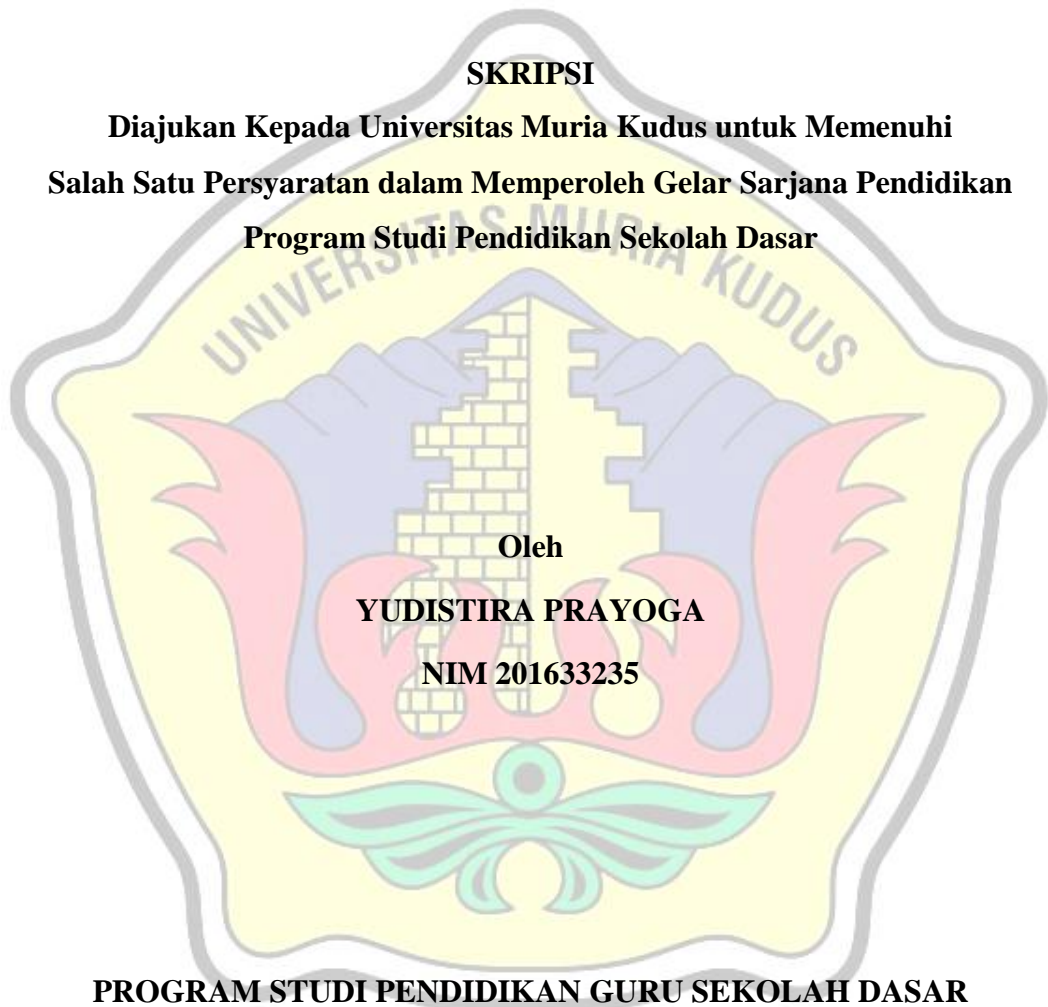 SKRIPSI
Diajukan Kepada Universitas Muria Kudus untuk Memenuhi
Salah Satu Persyaratan dalam Memperoleh Gelar Sarjana Pendidikan
Program Studi Pendidikan Sekolah Dasar
UNIVERSITAS MURIA KUDUS
Oleh
YUDISTIRA PRAYOGA
NIM 201633235
PROGRAM STUDI PENDIDIKAN GURU SEKOLAH DASAR